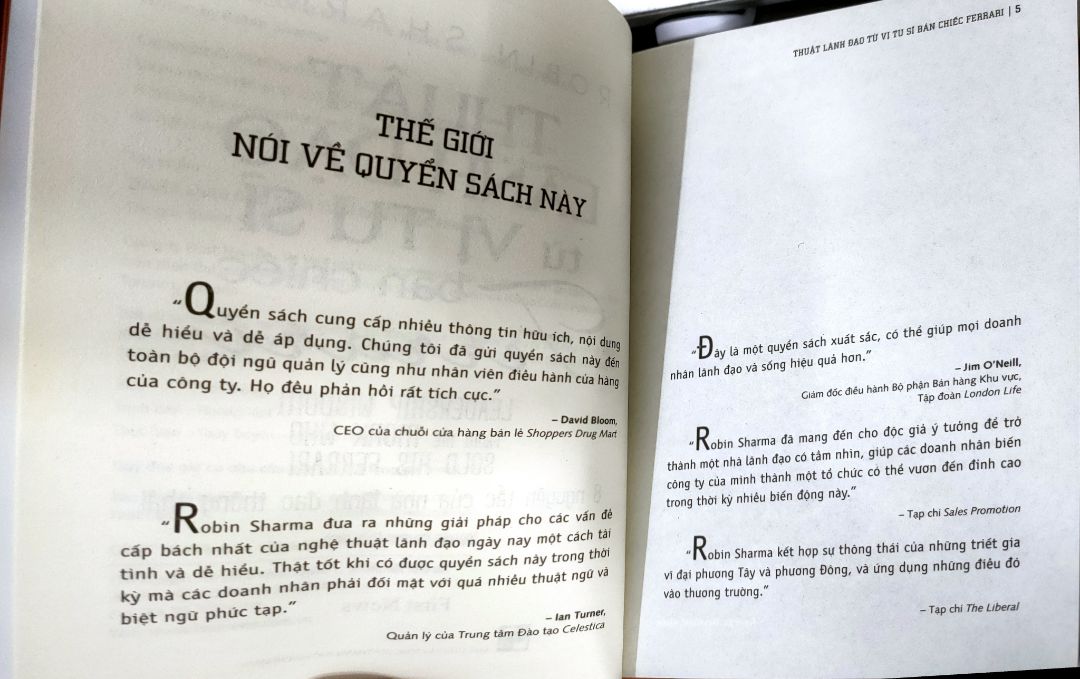 THẾ GIỚI
NÓI VỀ QUYỂN SÁCH NÀY
“Quyển sách cung cấp nhiều thông tin hữu ích, nội dung
dễ hiểu và dễ áp dụng. Chúng tôi đã gửi quyển sách này đến
toàn bộ đội ngũ quản lý cũng như nhân viên điều hành cửa hàng
của công ty. Họ đều phản hồi rất tích cực.”
– David Bloom,
CEO của chuỗi cửa hàng bán lẻ Shoppers Drug Mart
“Robin Sharma đưa ra những giải pháp cho các vấn đề
cấp bách nhất của nghệ thuật lãnh đạo ngày nay một cách tài
tình và dễ hiểu. Thật tốt khi có được quyển sách này trong thời
kỳ mà các doanh nhân phải đối mặt với quá nhiều thuật ngữ và
biệt ngữ phức tạp.”
– Ian Turner,
Quản lý của Trung tâm Đào tạo Celestica
THUẬT LÃNH ĐẠO TỪ VỊ TU SĨ BÁN CHIẾC FERRARI | 5
“Đây là một quyển sách xuất sắc, có thể giúp mọi doanh
nhân lãnh đạo và sống hiệu quả hơn.”
– Jim O’Neill,
Giám đốc điều hành Bộ phận Bán hàng Khu vực,
Tập đoàn London Life
“Robin Sharma đã mang đến cho độc giả ý tưởng để trở
thành một nhà lãnh đạo có tầm nhìn, giúp các doanh nhân biến
công ty của mình thành một tổ chức có thể vươn đến đỉnh cao
trong thời kỳ nhiều biến động này.”
– Tạp chí Sales Promotion
“Robin Sharma kết hợp sự thông thái của những triết gia
vĩ đại phương Tây và phương Đông, và ứng dụng những điều đó
vào thương trường.”
– Tạp chí The Liberal